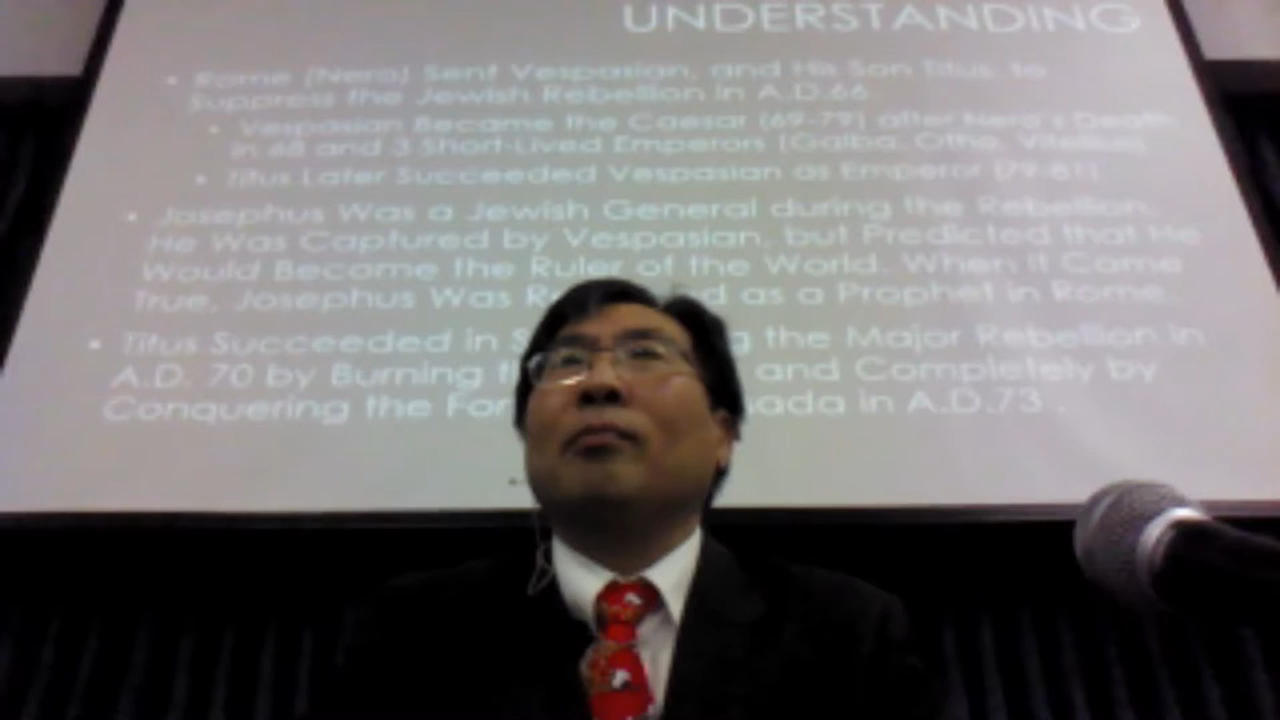 UNDERSTANDING
• Rome (Nero) Sent Vespasian, and His Son Titus, to
Suppress the Jewish Rebellion in A.D.66
• Vespasian Became the Caesar (69-79) after Nero's Death
in 68 and 3 Short-Lived Emperors (Galba, Otho, Vitellius)
• Titus Later Succeeded Vespasian as Emperor (79-81)
• Josephus Was a Jewish General during the Rebellion.
He Was Captured by Vespasian, but Predicted that He
Would Become the Ruler of the World. When it Came
True, Josephus Was as a Prophet in Rome.
• Titus Succeeded in the Major Rebellion in
A.D. 70 by Burning and Completely by
Conquering the in A.D.73 .